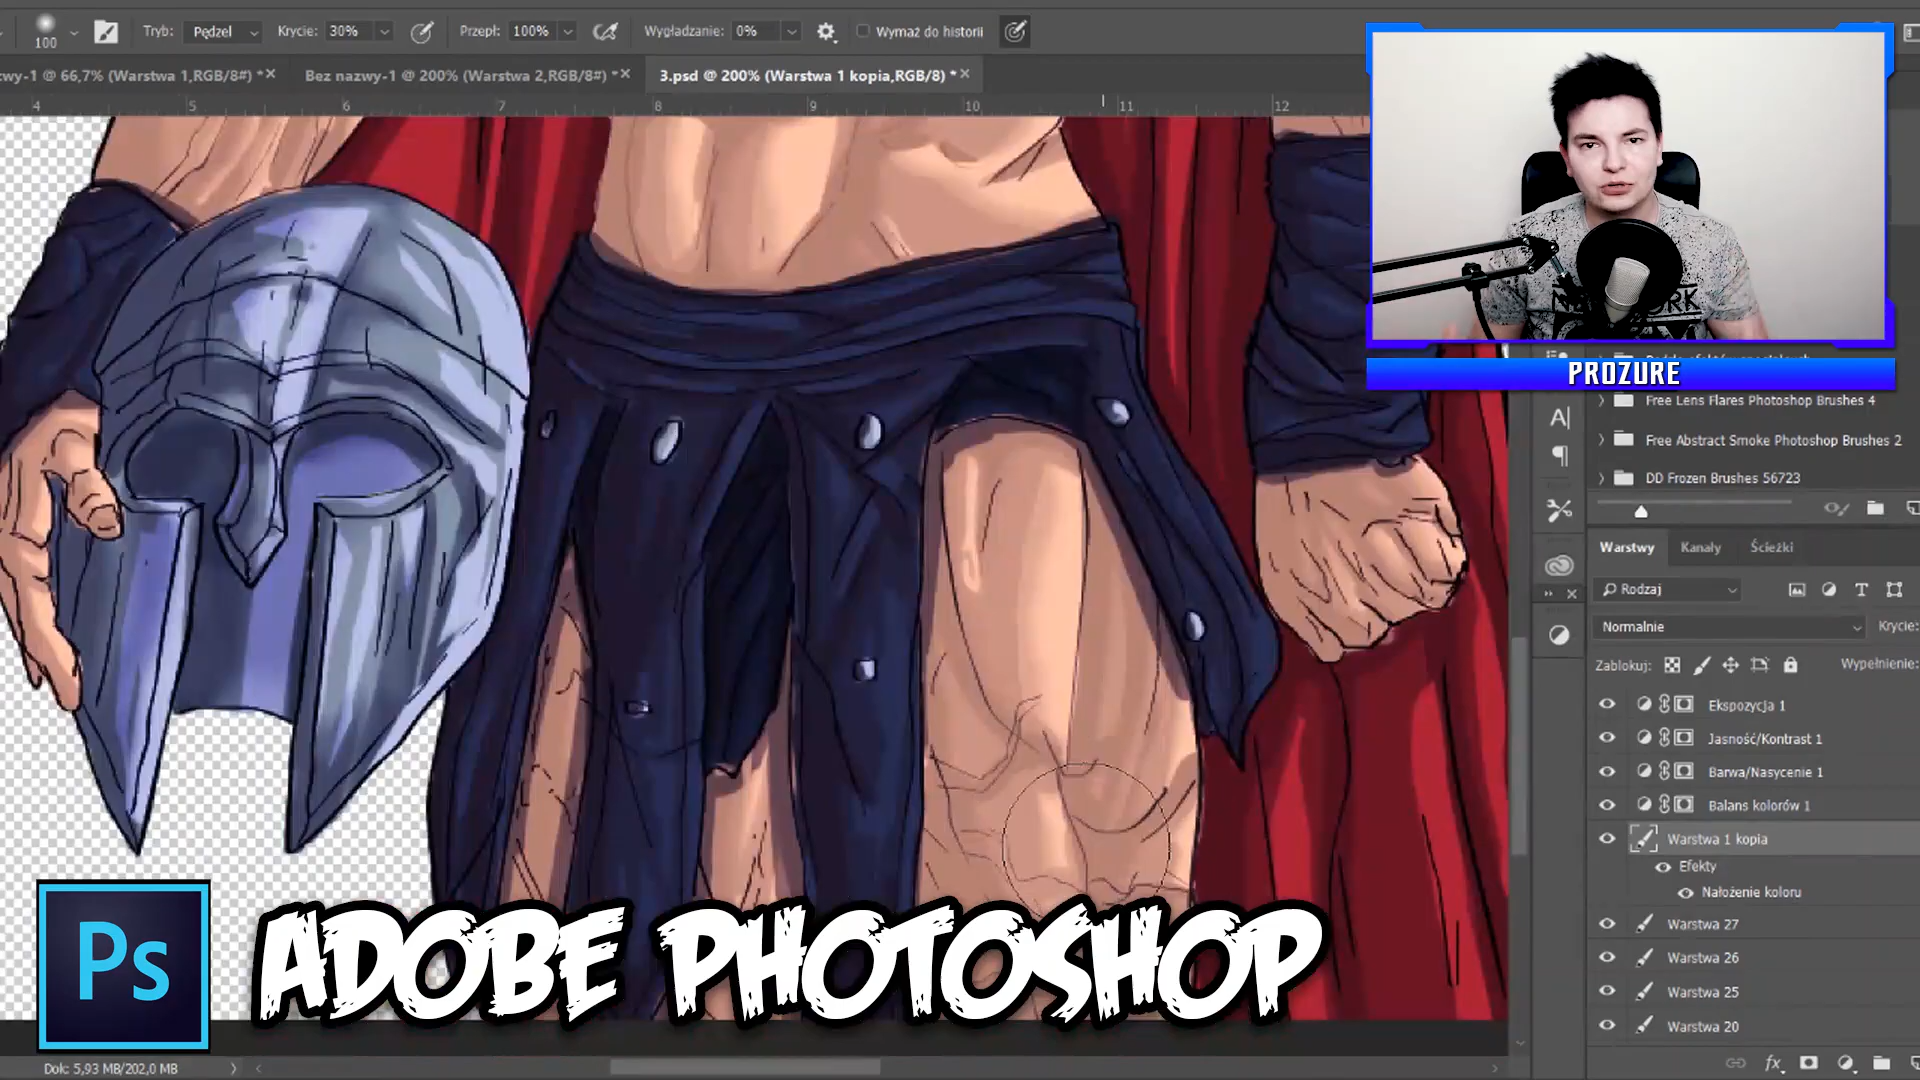 100 Tryb: Pędzel Krycie: 30% Przepł: 100% Wygładzanie: 0% Wymaż do historii
zwy-1 @ 66,7% (Warstwa 1,RGB/8#) * Bez nazwy-1 @ 200% (Warstwa 2,RGB/8#) * 3.psd @ 200% (Warstwa 1 kopia,RGB/8) *
4 5 6 7 8 9 10 11 12
PROZURE
Free Lens Flares Photoshop Brushes 4
Free Abstract Smoke Photoshop Brushes 2
DD Frozen Brushes 56723
Warstwy Kanały Ścieżki
Rodzaj
Normalnie Krycie:
Zablokuj: Wypełnienie:
Ekspozycja 1
Jasność/Kontrast 1
Barwa/Nasycenie 1
Balans kolorów 1
Warstwa 1 kopia
Efekty
Nałożenie koloru
Warstwa 27
Warstwa 26
Warstwa 25
Warstwa 20
fx
Ps ADOBE PHOTOSHOP
Dok: 5,93 MB/202,0 MB